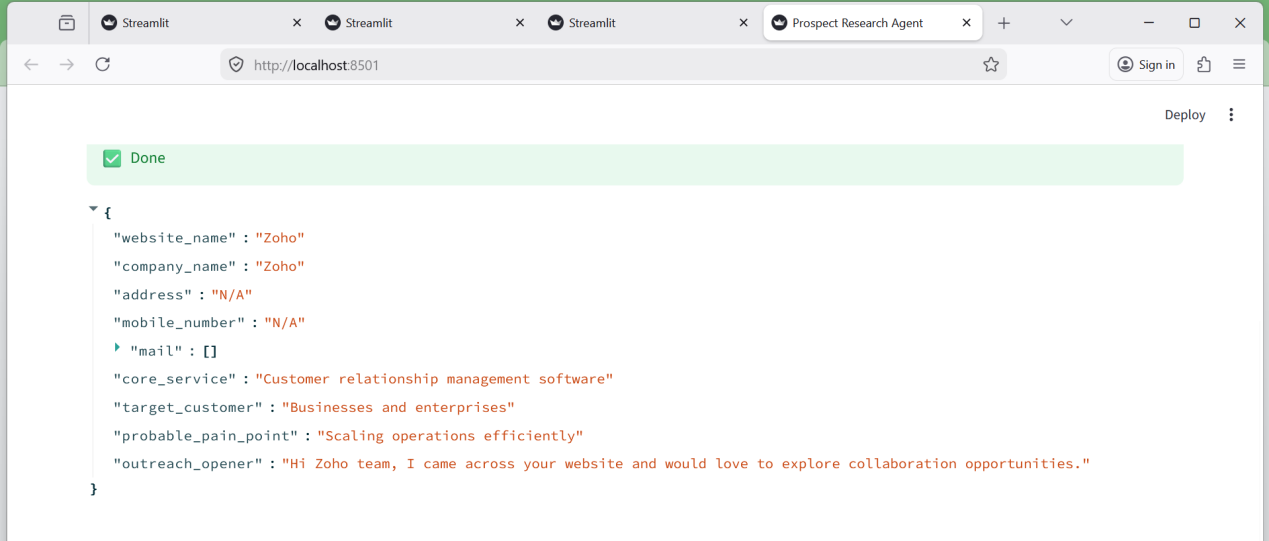 Streamlit
Streamlit
Streamlit
Prospect Research Agent
http://localhost:8501
Sign in
Deploy
Done
{
"website_name" : "Zoho"
"company_name" : "Zoho"
"address" : "N/A"
"mobile_number" : "N/A"
"mail" : []
"core_service" : "Customer relationship management software"
"target_customer" : "Businesses and enterprises"
"probable_pain_point" : "Scaling operations efficiently"
"outreach_opener" : "Hi Zoho team, I came across your website and would love to explore collaboration opportunities."
}